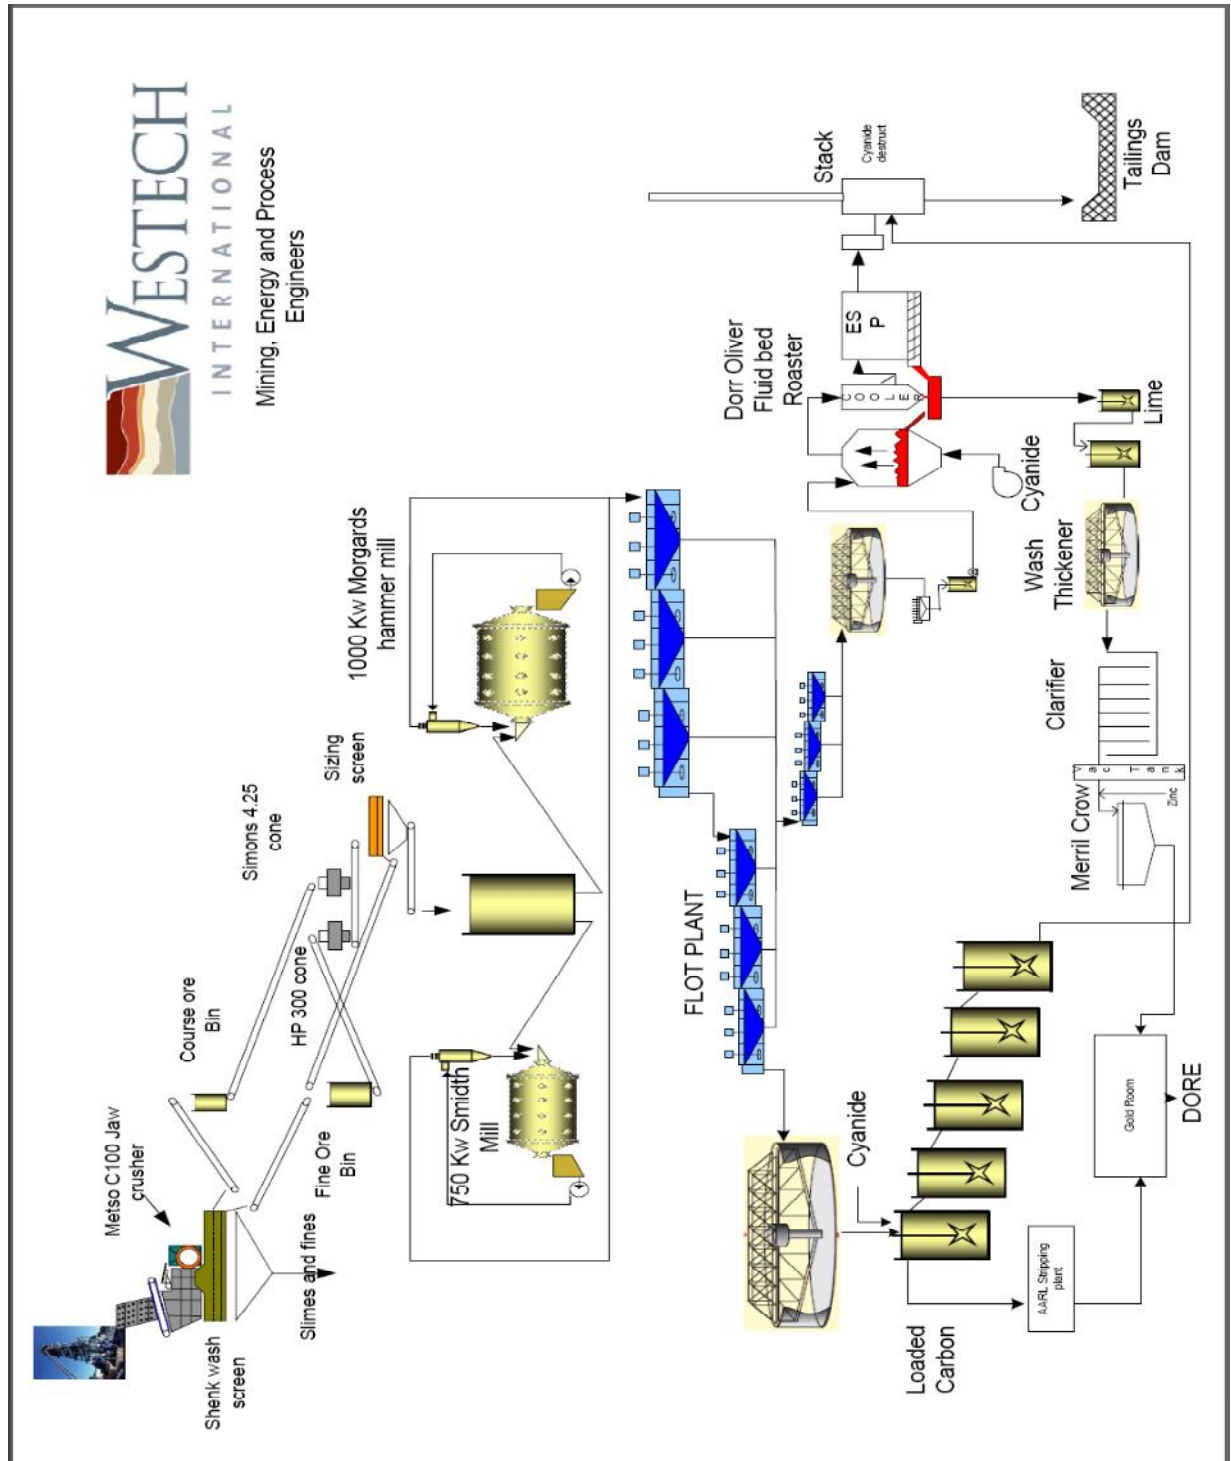 WESTECH
INTERNATIONAL
Mining, Energy and Process
Engineers
Metso C100 Jaw
crusher
Shenk wash
screen
Slimes and fines
Course ore
Bin
Fine Ore
Bin
HP 300 cone
Simons 4.25
cone
Sizing
screen
750 Kw Smidth
Mill
1000 Kw Morgards
hammer mill
FLOT PLANT
Dorr Oliver
Fluid bed
Roaster
COOLER
ES
P
Stack
Cyanide
destruct
Tailings
Dam
Cyanide
Lime
Wash
Thickener
Clarifier
Vac Tank
Zinc
Merril Crow
Cyanide
Loaded
Carbon
AARL Stripping
plant
Gold Room
DORE